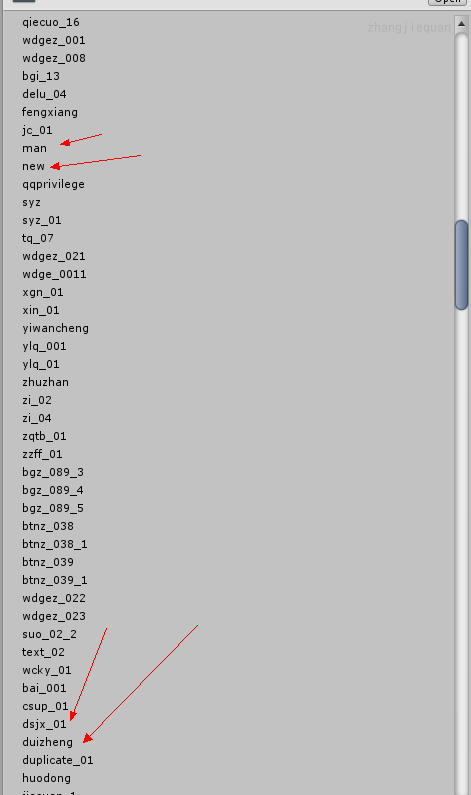 Open
qiecuo_16
zhangjiequan
wdgez_001
wdgez_008
bgi_13
delu_04
fengxiang
jc_01
man
new
qqprivilege
syz
syz_01
tq_07
wdgez_021
wdge_0011
xgn_01
xin_01
yiwancheng
ylq_001
ylq_01
zhuzhan
zi_02
zi_04
zqtb_01
zzff_01
bgz_089_3
bgz_089_4
bgz_089_5
btnz_038
btnz_038_1
btnz_039
btnz_039_1
wdgez_022
wdgez_023
suo_02_2
text_02
wcky_01
bai_001
csup_01
dsjx_01
duizheng
duplicate_01
huodong